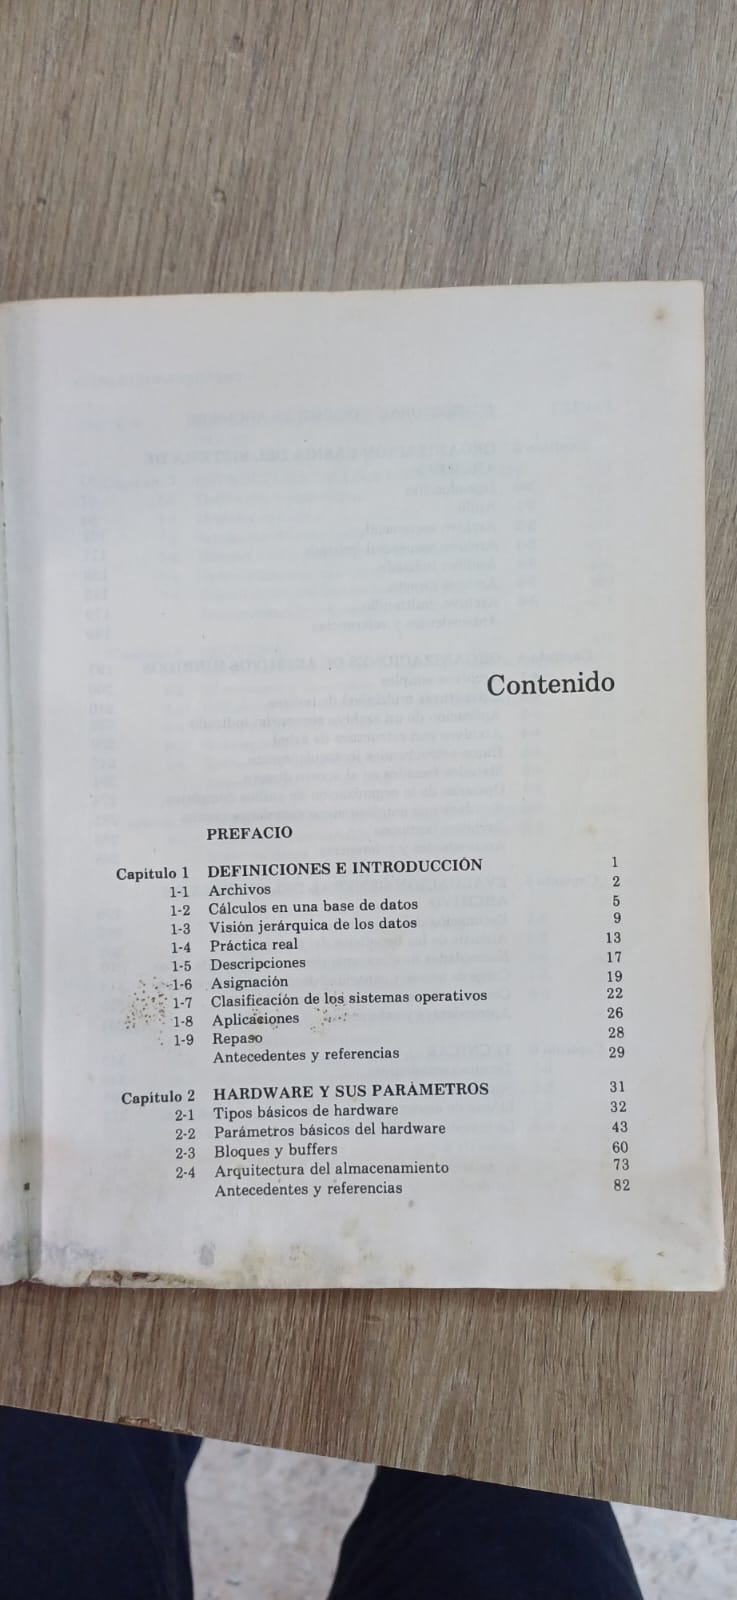 Contenido
PREFACIO
Capítulo 1 DEFINICIONES E INTRODUCCIÓN 1
1-1 Archivos 2
1-2 Cálculos en una base de datos 5
1-3 Visión jerárquica de los datos 9
1-4 Práctica real 13
1-5 Descripciones 17
1-6 Asignación 19
1-7 Clasificación de los sistemas operativos 22
1-8 Aplicaciones 26
1-9 Repaso 28
Antecedentes y referencias 29
Capítulo 2 HARDWARE Y SUS PARÁMETROS 31
2-1 Tipos básicos de hardware 32
2-2 Parámetros básicos del hardware 43
2-3 Bloques y buffers 60
2-4 Arquitectura del almacenamiento 73
Antecedentes y referencias 82